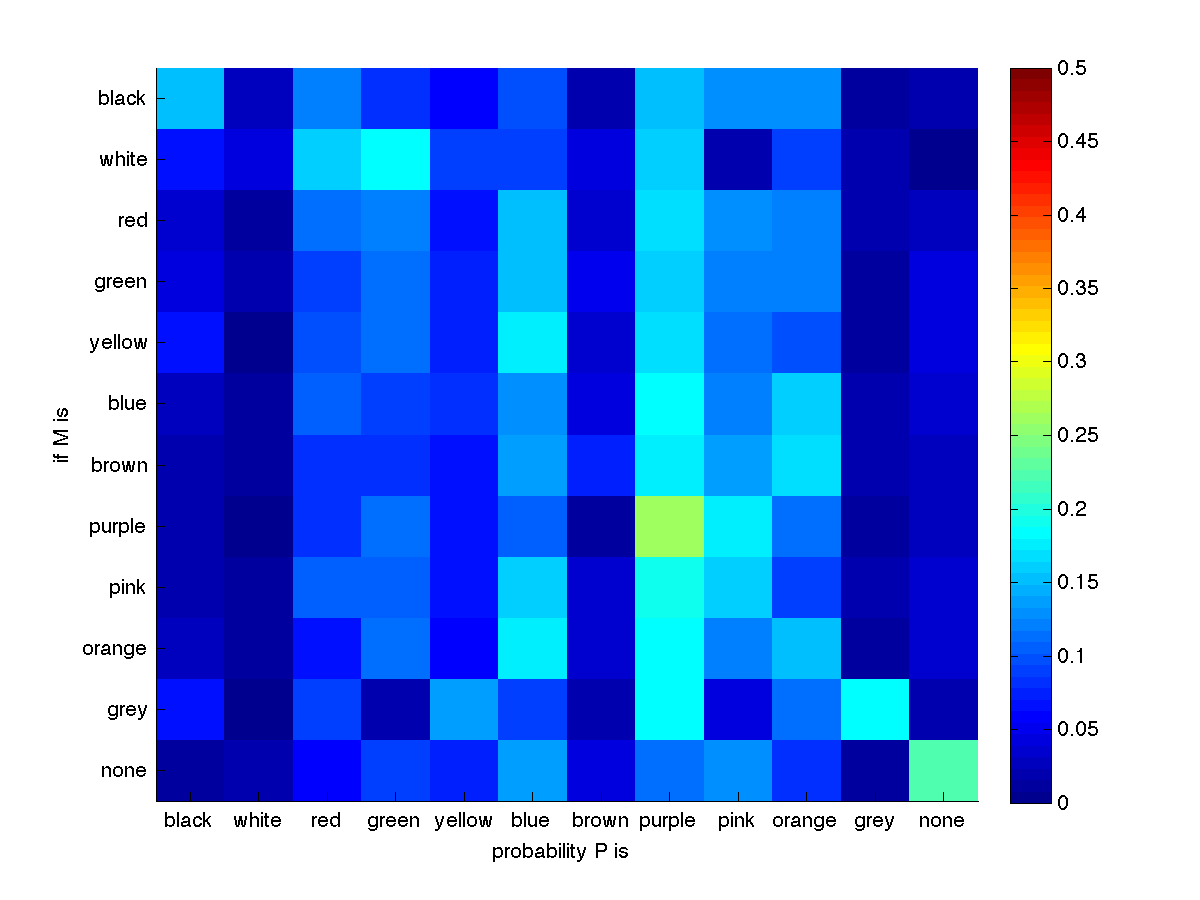 black
white
red
green
yellow
blue
brown
purple
pink
orange
grey
none
if M is
black white red green yellow blue brown purple pink orange grey none
probability P is
0.5
0.45
0.4
0.35
0.3
0.25
0.2
0.15
0.1
0.05
0